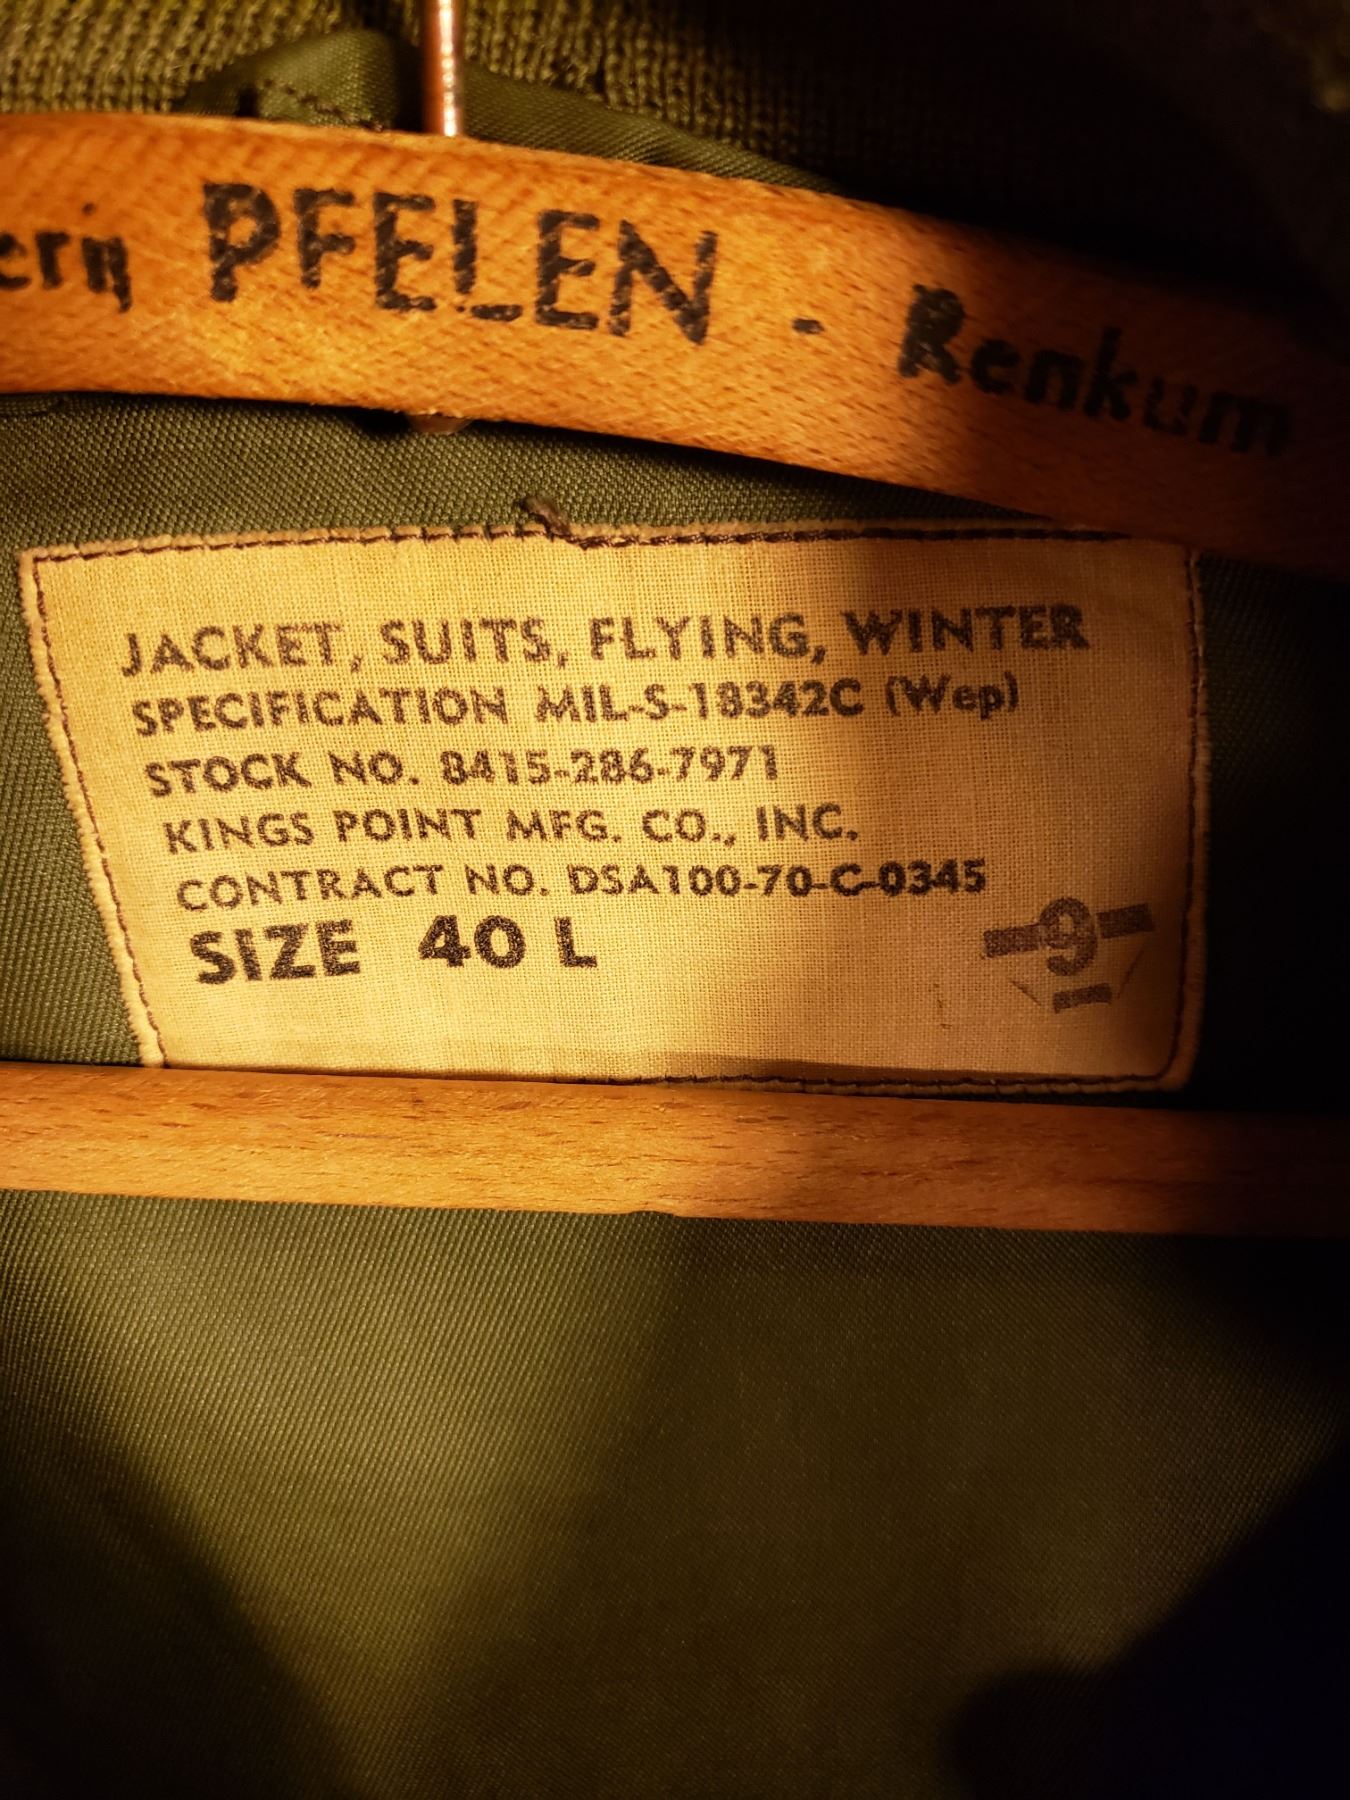 erij PFELEN - Renkum
JACKET, SUITS, FLYING, WINTER
SPECIFICATION MIL-S-18342C (Wep)
STOCK NO. 8415-286-7971
KINGS POINT MFG. CO., INC.
CONTRACT NO. DSA100-70-C-0345
SIZE 40 L
9